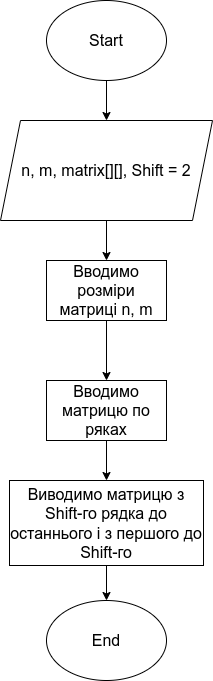 Start
n, m, matrix[][], Shift = 2
Вводимо
розміри
матриці n, m
Вводимо
матрицю по
ряках
Виводимо матрицю з
Shift-го рядка до
останнього і з першого до
Shift-го
End